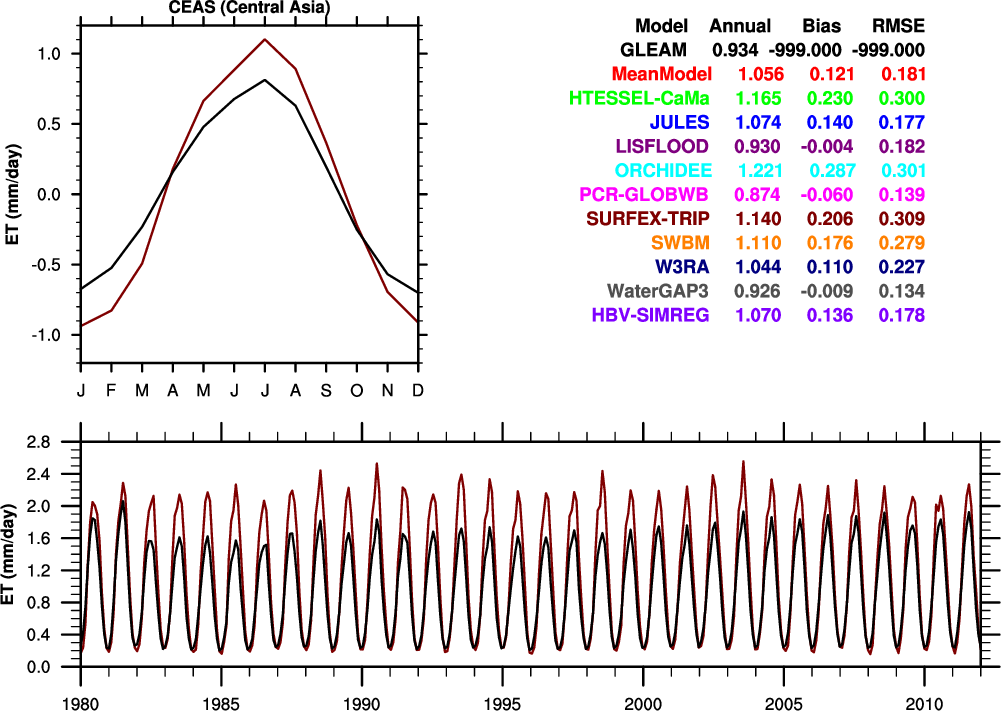 CEAS (Central Asia)
Model Annual Bias RMSE
GLEAM 0.934 -999.000 -999.000
MeanModel 1.056 0.121 0.181
HTESSEL-CaMa 1.165 0.230 0.300
JULES 1.074 0.140 0.177
LISFLOOD 0.930 -0.004 0.182
ORCHIDEE 1.221 0.287 0.301
PCR-GLOBWB 0.874 -0.060 0.139
SURFEX-TRIP 1.140 0.206 0.309
SWBM 1.110 0.176 0.279
W3RA 1.044 0.110 0.227
WaterGAP3 0.926 -0.009 0.134
HBV-SIMREG 1.070 0.136 0.178
ET (mm/day)
1.0
0.5
0.0
-0.5
-1.0
J F M A M J J A S O N D
ET (mm/day)
2.8
2.4
2.0
1.6
1.2
0.8
0.4
0.0
1980 1985 1990 1995 2000 2005 2010